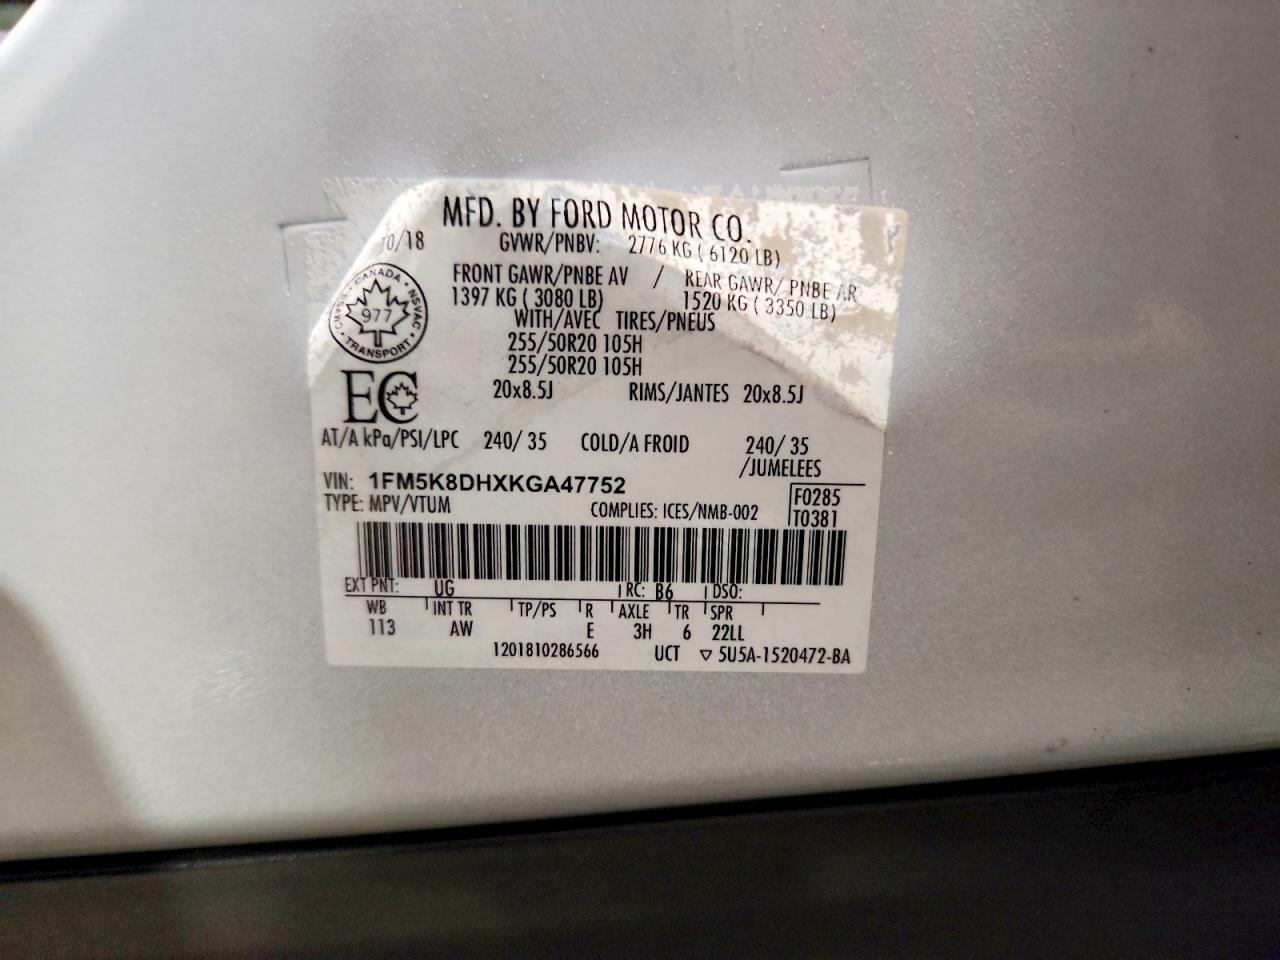 MFD. BY FORD MOTOR CO.
10/18 GVWR/PNBV: 2776 KG ( 6120 LB)
FRONT GAWR/PNBE AV / REAR GAWR/ PNBE AR
1397 KG ( 3080 LB) 1520 KG ( 3350 LB)
WITH/AVEC TIRES/PNEUS
255/50R20 105H
255/50R20 105H
20x8.5J RIMS/JANTES 20x8.5J
CANADA
977
NSVAC
TRANSPORT
CMVSS
EC
AT/A kPa/PSI/LPC 240/ 35 COLD/A FROID 240/ 35
/JUMELEES
VIN: 1FM5K8DHXKGA47752
TYPE: MPV/VTUM COMPLIES: ICES/NMB-002
F0285
T0381
EXT PNT: UG RC: B6 DSO:
WB INT TR TP/PS R AXLE TR SPR
113 AW E 3H 6 22LL
1201810286566 UCT ▽ 5U5A-1520472-BA